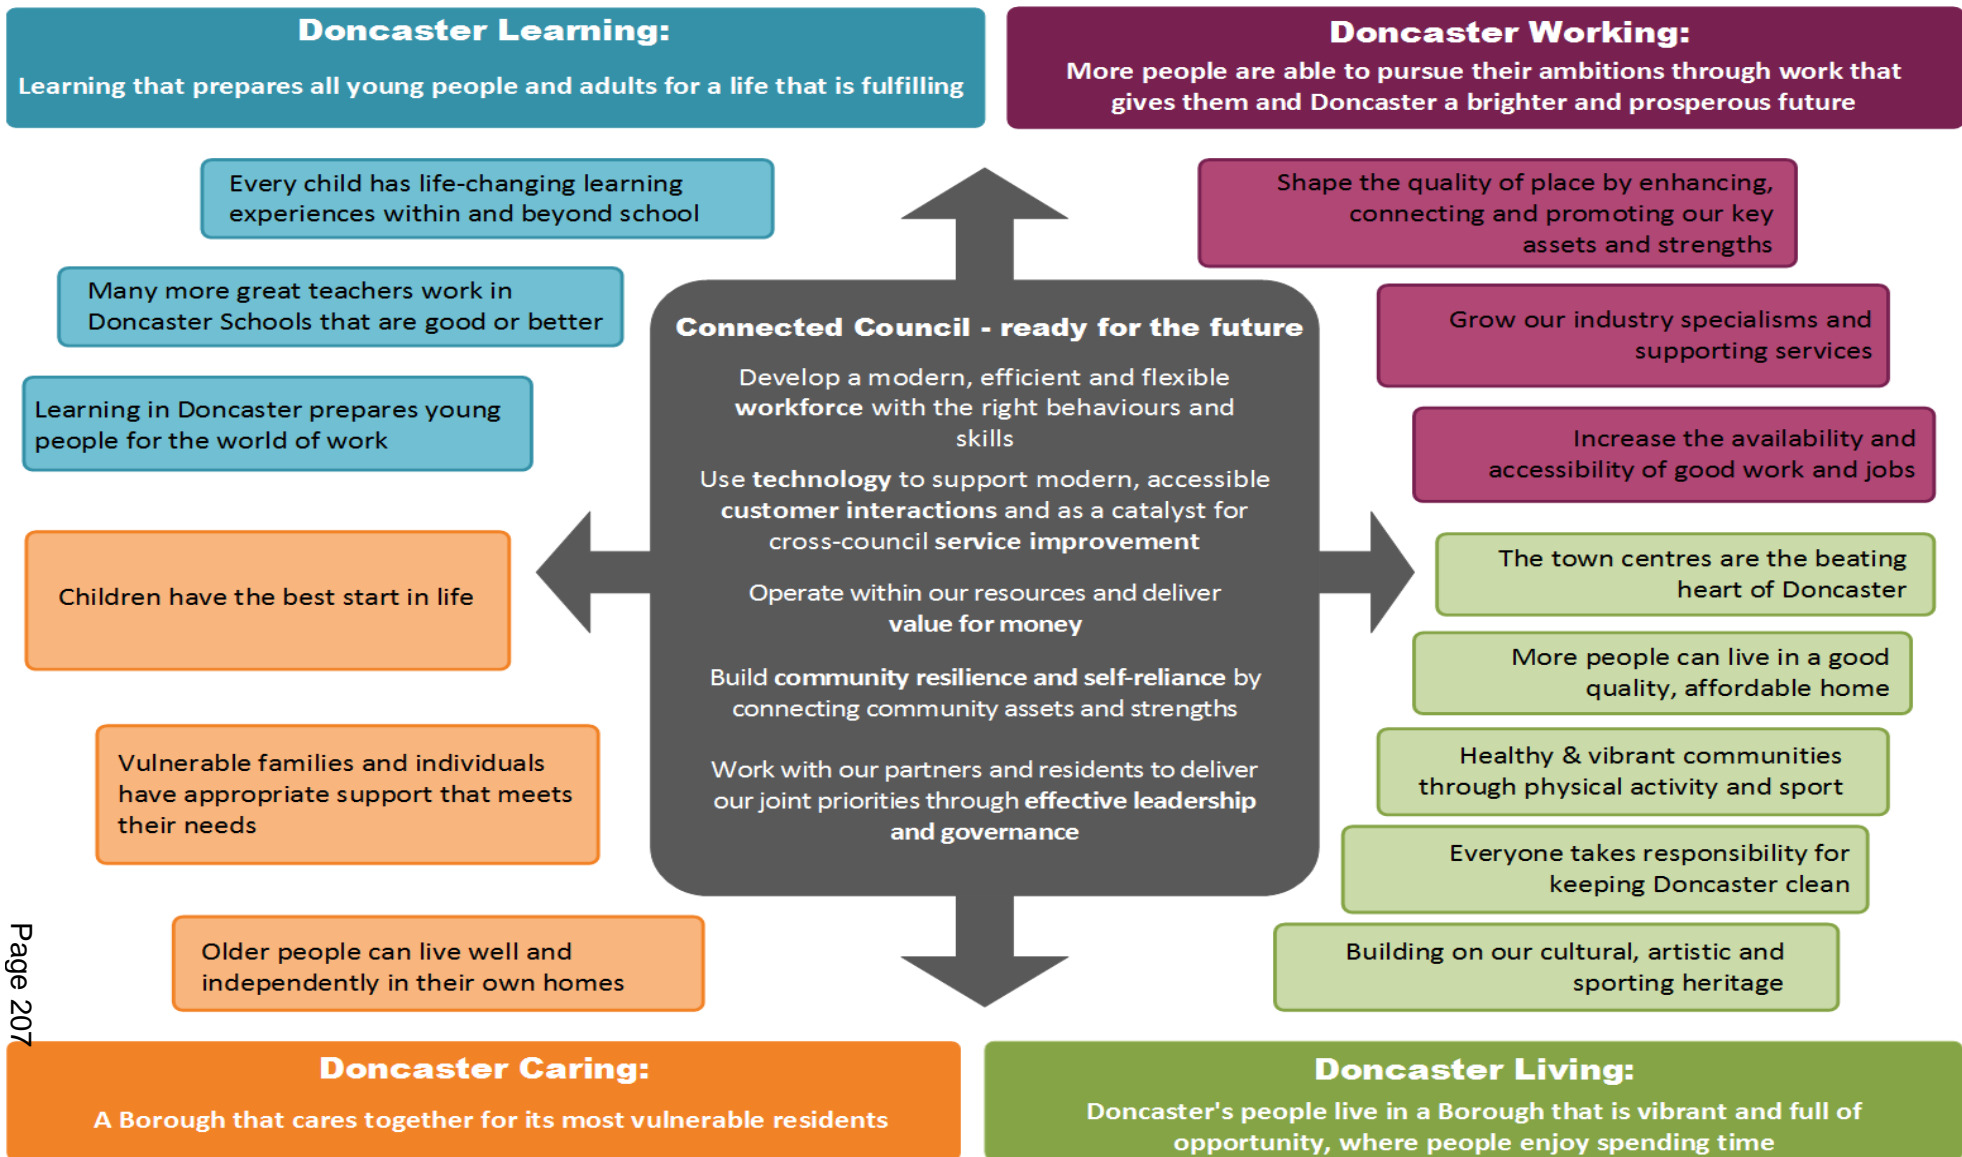 Doncaster Learning:
Learning that prepares all young people and adults for a life that is fulfilling
Doncaster Working:
More people are able to pursue their ambitions through work that
gives them and Doncaster a brighter and prosperous future
Every child has life-changing learning
experiences within and beyond school
Many more great teachers work in
Doncaster Schools that are good or better
Learning in Doncaster prepares young
people for the world of work
Shape the quality of place by enhancing,
connecting and promoting our key
assets and strengths
Grow our industry specialisms and
supporting services
Increase the availability and
accessibility of good work and jobs
Connected Council - ready for the future
Develop a modern, efficient and flexible
workforce with the right behaviours and
skills
Use technology to support modern, accessible
customer interactions and as a catalyst for
cross-council service improvement
Operate within our resources and deliver
value for money
Build community resilience and self-reliance by
connecting community assets and strengths
Work with our partners and residents to deliver
our joint priorities through effective leadership
and governance
Children have the best start in life
Vulnerable families and individuals
have appropriate support that meets
their needs
Older people can live well and
independently in their own homes
The town centres are the beating
heart of Doncaster
More people can live in a good
quality, affordable home
Healthy & vibrant communities
through physical activity and sport
Everyone takes responsibility for
keeping Doncaster clean
Building on our cultural, artistic and
sporting heritage
Doncaster Caring:
A Borough that cares together for its most vulnerable residents
Doncaster Living:
Doncaster's people live in a Borough that is vibrant and full of
opportunity, where people enjoy spending time
Page 207